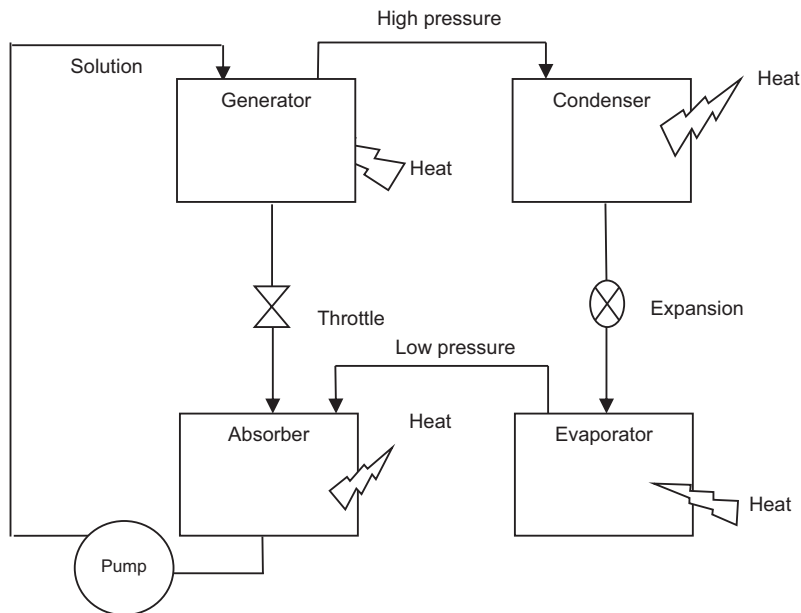 High pressure
Solution
Generator
Condenser
Heat
Heat
Throttle
Expansion
Low pressure
Absorber
Heat
Evaporator
Heat
Pump